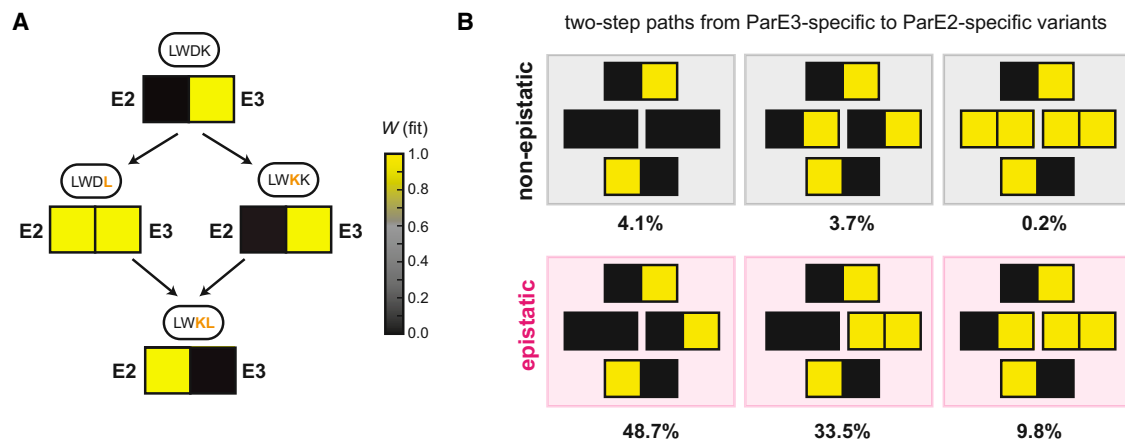 A
LWDK
E2
E3
LWDL
LWKK
E2
E3
E2
E3
LWKL
E2
E3
W (fit)
1.0
0.8
0.6
0.4
0.2
0.0
B
two-step paths from ParE3-specific to ParE2-specific variants
non-epistatic
4.1%
3.7%
0.2%
epistatic
48.7%
33.5%
9.8%